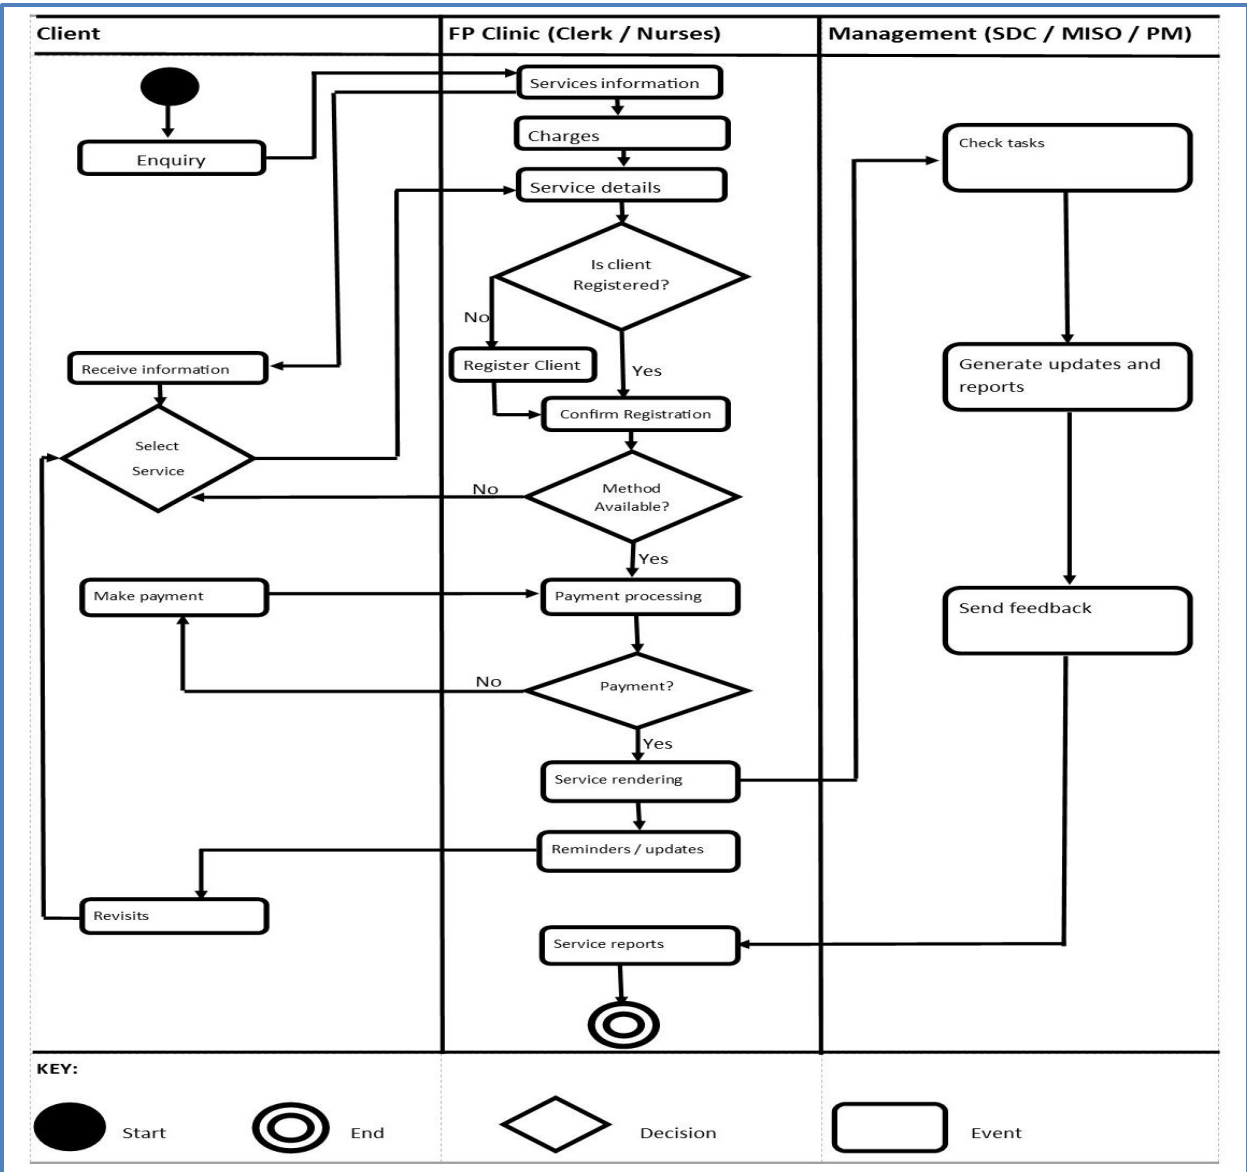 Client
FP Clinic (Clerk / Nurses)
Management (SDC / MISO / PM)
Services information
Enquiry
Charges
Check tasks
Service details
Is client
Registered?
No
Register Client
Yes
Receive information
Generate updates and
reports
Confirm Registration
Select
Service
No
Method
Available?
Yes
Make payment
Payment processing
Send feedback
No
Payment?
Yes
Service rendering
Reminders / updates
Revisits
Service reports
KEY:
Start
End
Decision
Event